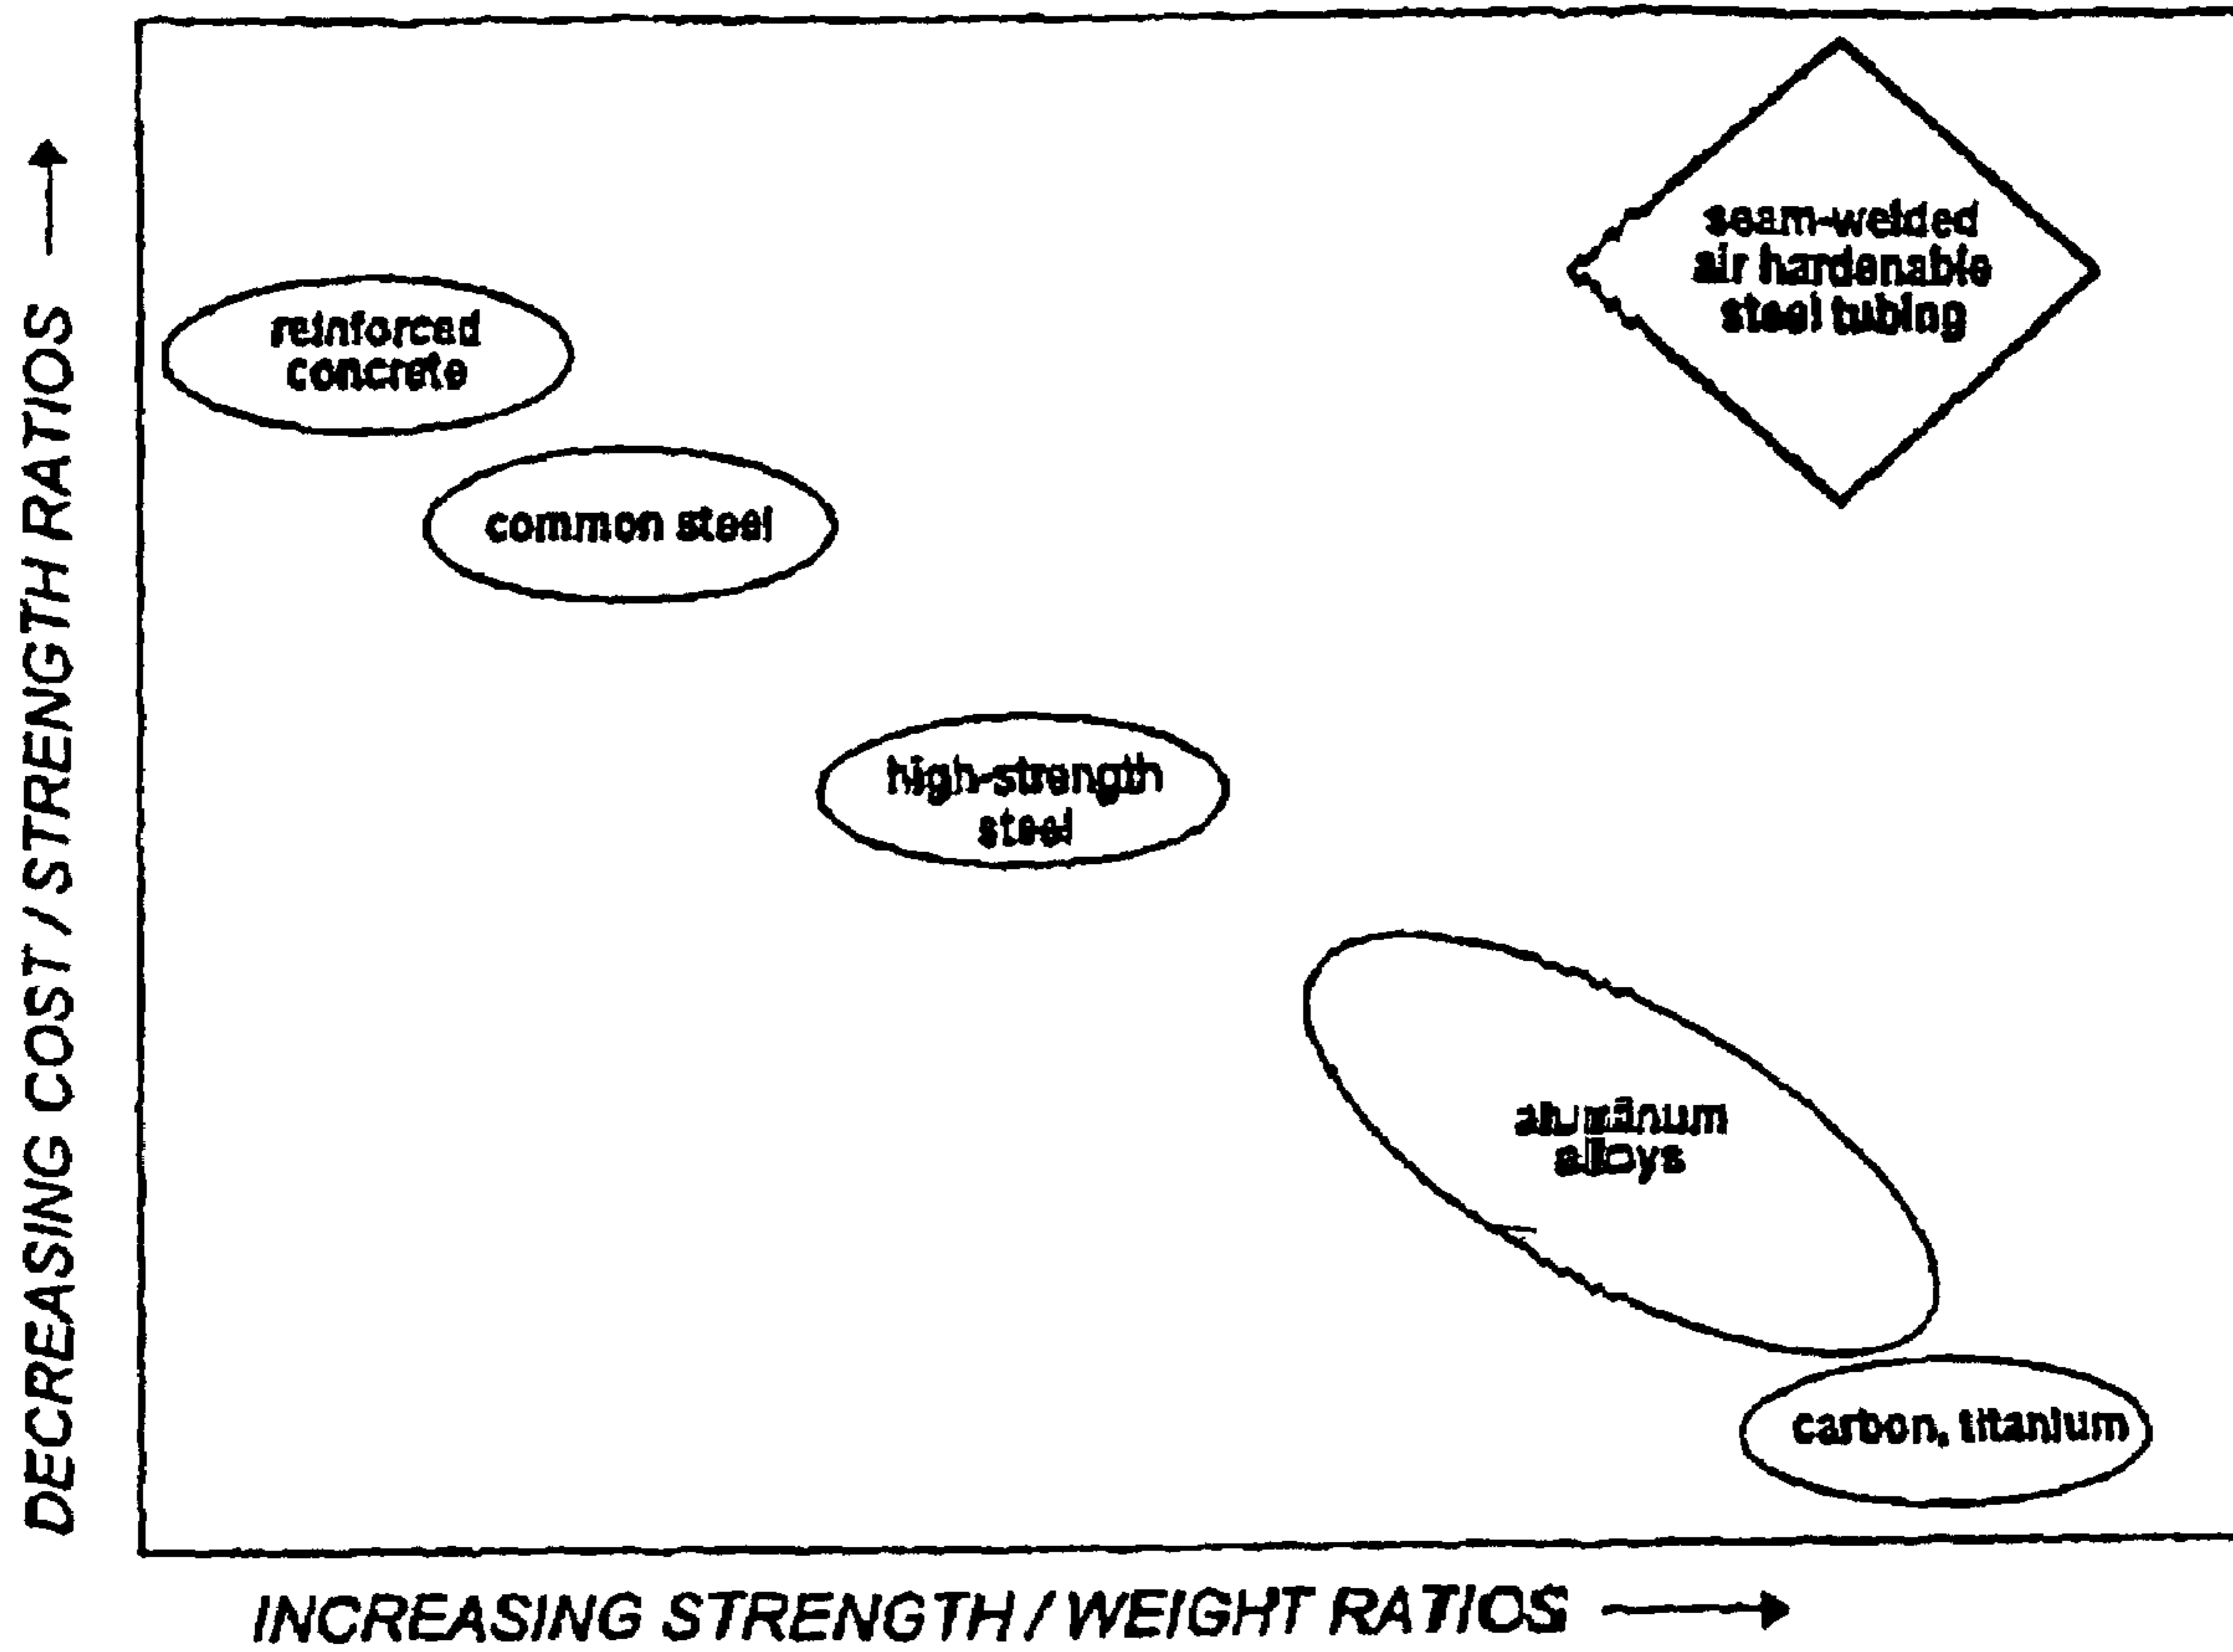 DECREASING COST / STRENGTH RATIOS
seam-welded
air hardenable
steel tubing
reinforced
concrete
common steel
high-strength
steel
aluminum
alloys
carbon, titanium
INCREASING STRENGTH / WEIGHT RATIOS